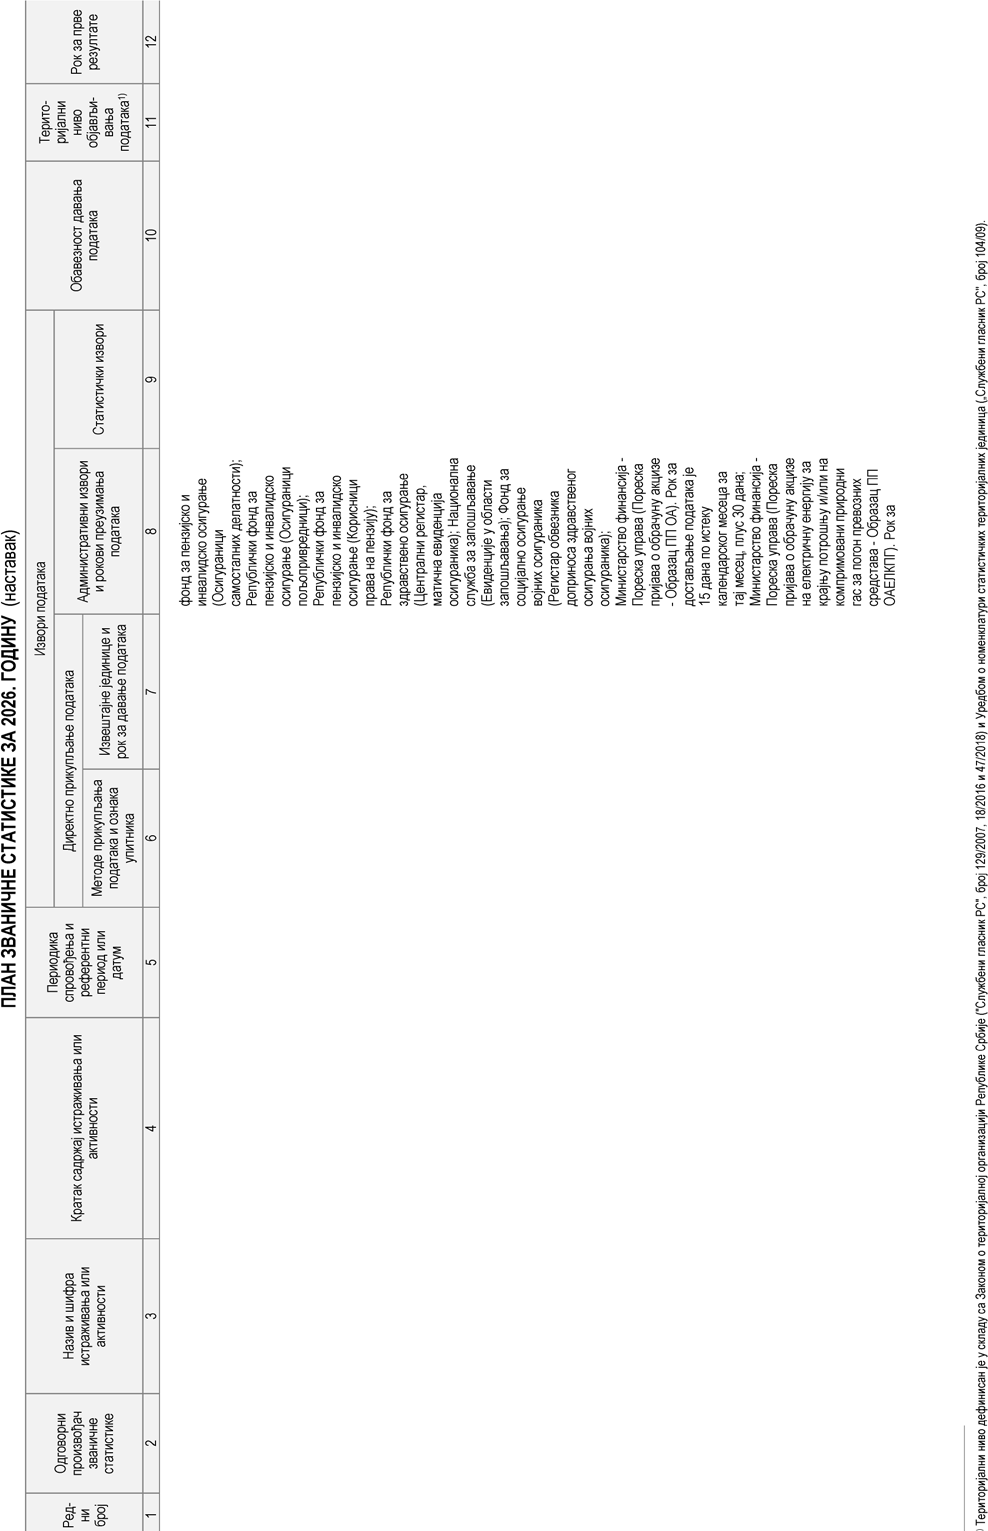 ПЛАН ЗВАНИЧНЕ СТАТИСТИКЕ ЗА 2026. ГОДИНУ (наставак)
Ред-
ни
број
Одговорни
произвођач
званичне
статистике
Назив и шифра
истраживања или
активности
Кратак садржај истраживања или
активности
Периодика
спровођења и
референтни
период или
датум
Извори података
Директно прикупљање података
Методе прикупљања
података и ознака
упитника
Извештајне јединице и
рок за давање података
Административни извори
и рокови преузимања
података
Статистички извори
Обавезност давања
података
Терито-
ријални
ниво
објављи-
вања
података1)
Рок за прве
резултате
1 2 3 4 5 6 7 8 9 10 11 12
фонд за пензијско и
инвалидско осигурање
(Осигураници
самосталних делатности);
Републички фонд за
пензијско и инвалидско
осигурање (Осигураници
пољопривредници);
Републички фонд за
пензијско и инвалидско
осигурање (Корисници
права на пензију);
Републички фонд за
здравствено осигурање
(Централни регистар,
матична евиденција
осигураника); Национална
служба за запошљавање
(Евиденције у области
запошљавања); Фонд за
социјално осигурање
војних осигураника
(Регистар обвезника
доприноса здравственог
осигурања војних
осигураника);
Министарство финансија -
Пореска управа (Пореска
пријава о обрачуну акцизе
- Образац ПП ОА). Рок за
достављање података је
15 дана по истеку
календарског месеца за
тај месец, плус 30 дана;
Министарство финансија -
Пореска управа (Пореска
пријава о обрачуну акцизе
на електричну енергију за
крајњу потрошњу и/или на
компримовани природни
гас за погон превозних
средстава - Образац ПП
ОАЕЛКПГ). Рок за
1) Територијални ниво дефинисан је у складу са Законом о територијалној организацији Републике Србије ("Службени гласник РС", број 129/2007, 18/2016 и 47/2018) и Уредбом о номенклатури статистичких територијалних јединица („Службени гласник РС", број 104/09).